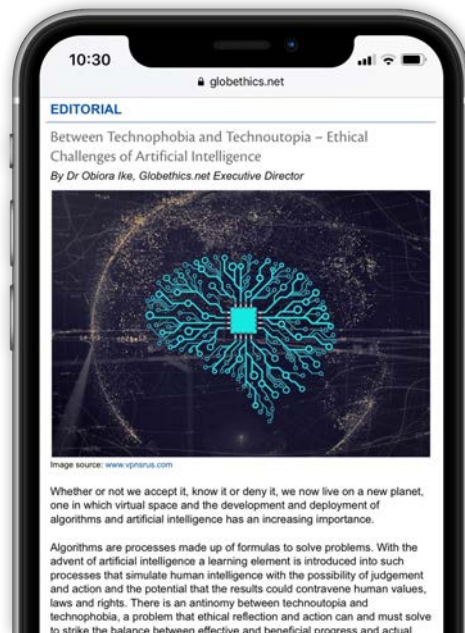 10:30
globethics.net
EDITORIAL
Between Technophobia and Technoutopia – Ethical
Challenges of Artificial Intelligence
By Dr Obiora Ike, Globethics.net Executive Director
Image source: www.vpnsrus.com
Whether or not we accept it, know it or deny it, we now live on a new planet,
one in which virtual space and the development and deployment of
algorithms and artificial intelligence has an increasing importance.
Algorithms are processes made up of formulas to solve problems. With the
advent of artificial intelligence a learning element is introduced into such
processes that simulate human intelligence with the possibility of judgement
and action and the potential that the results could contravene human values,
laws and rights. There is an antinomy between technoutopia and
technophobia, a problem that ethical reflection and action can and must solve
to strike the balance between effective and beneficial progress and actual